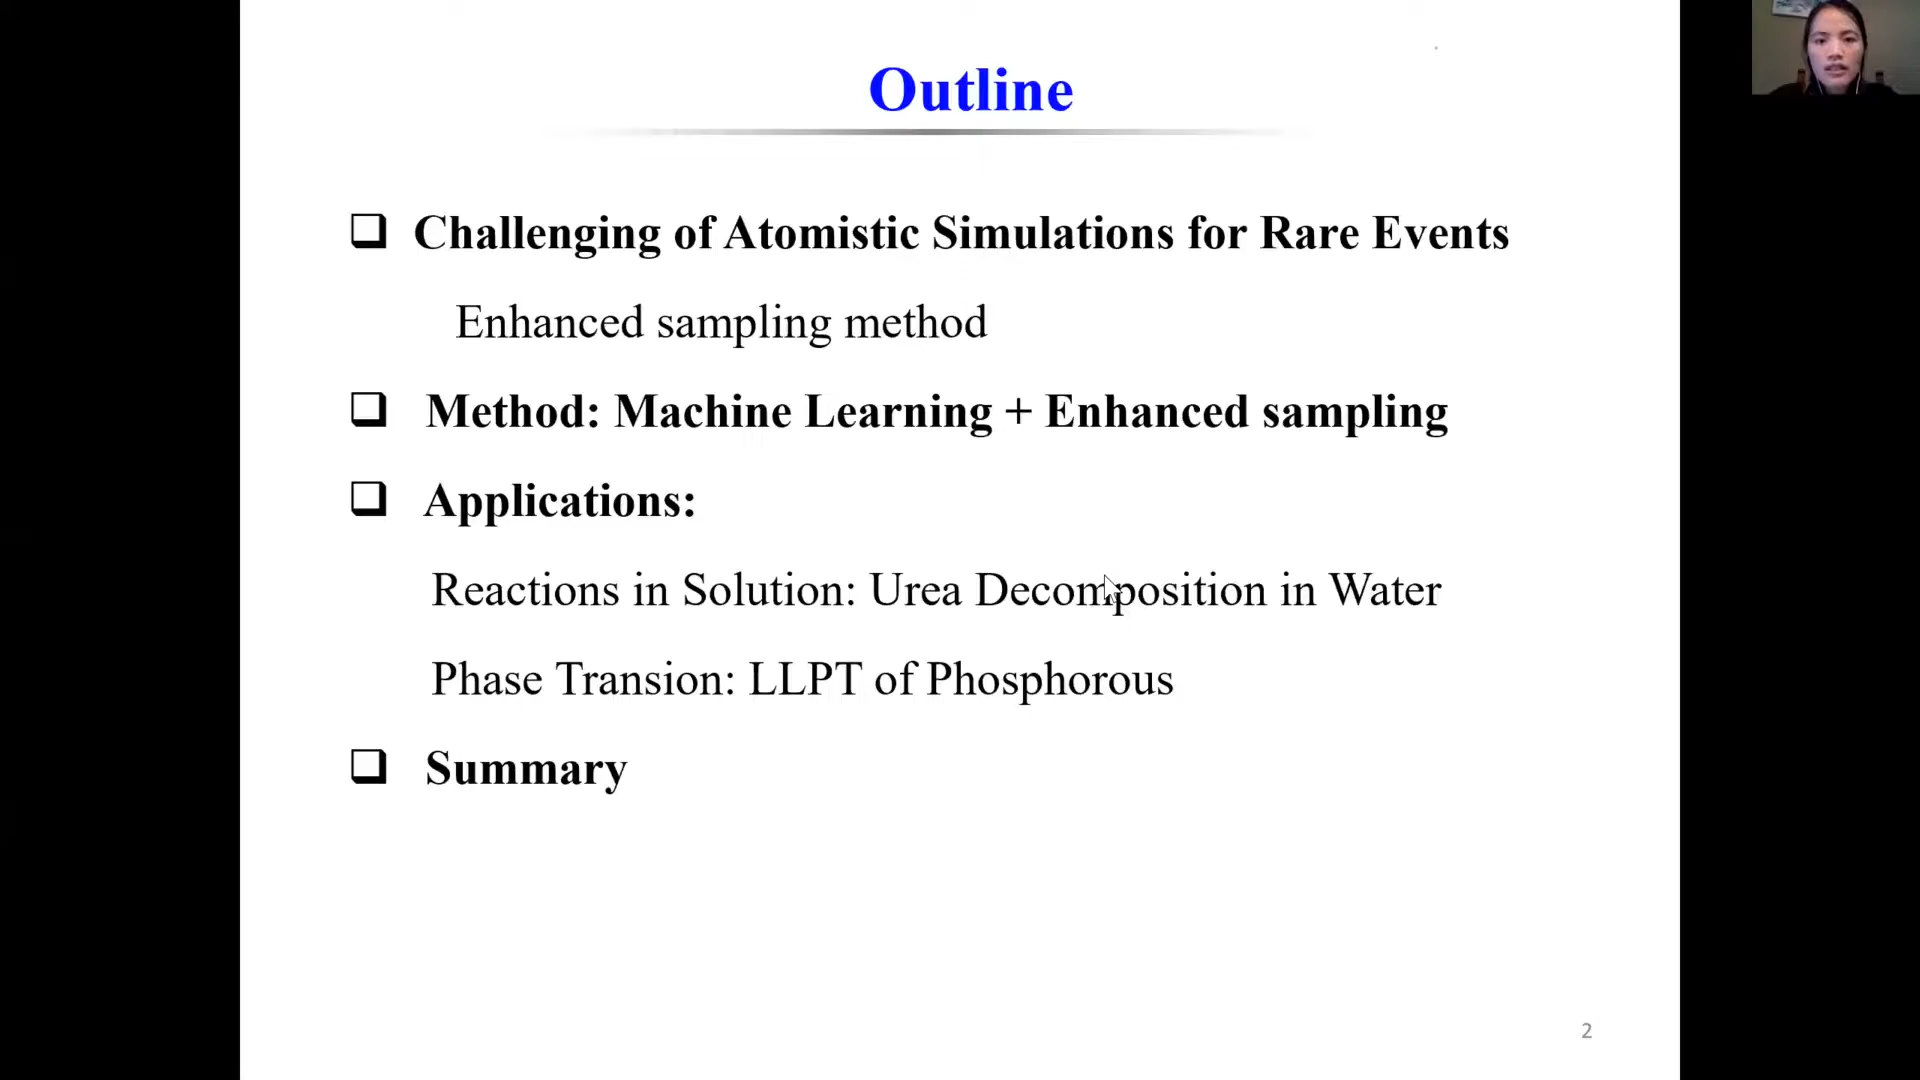 Outline
Challenging of Atomistic Simulations for Rare Events
Enhanced sampling method
Method: Machine Learning + Enhanced sampling
Applications:
Reactions in Solution: Urea Decomposition in Water
Phase Transion: LLPT of Phosphorous
Summary
2